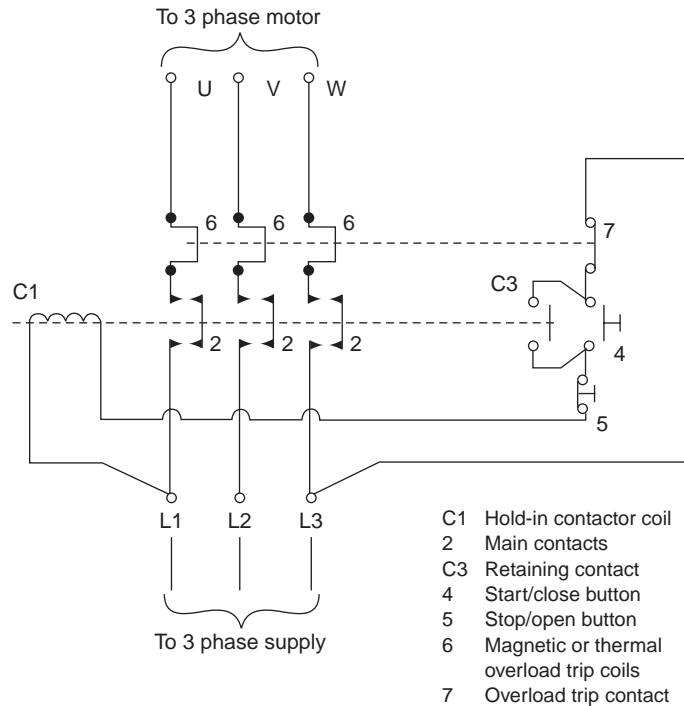 To 3 phase motor
U V W
6 6 6
7
C1
C3
2 2 2
4
5
L1 L2 L3
To 3 phase supply
C1 Hold-in contactor coil
2 Main contacts
C3 Retaining contact
4 Start/close button
5 Stop/open button
6 Magnetic or thermal
overload trip coils
7 Overload trip contact